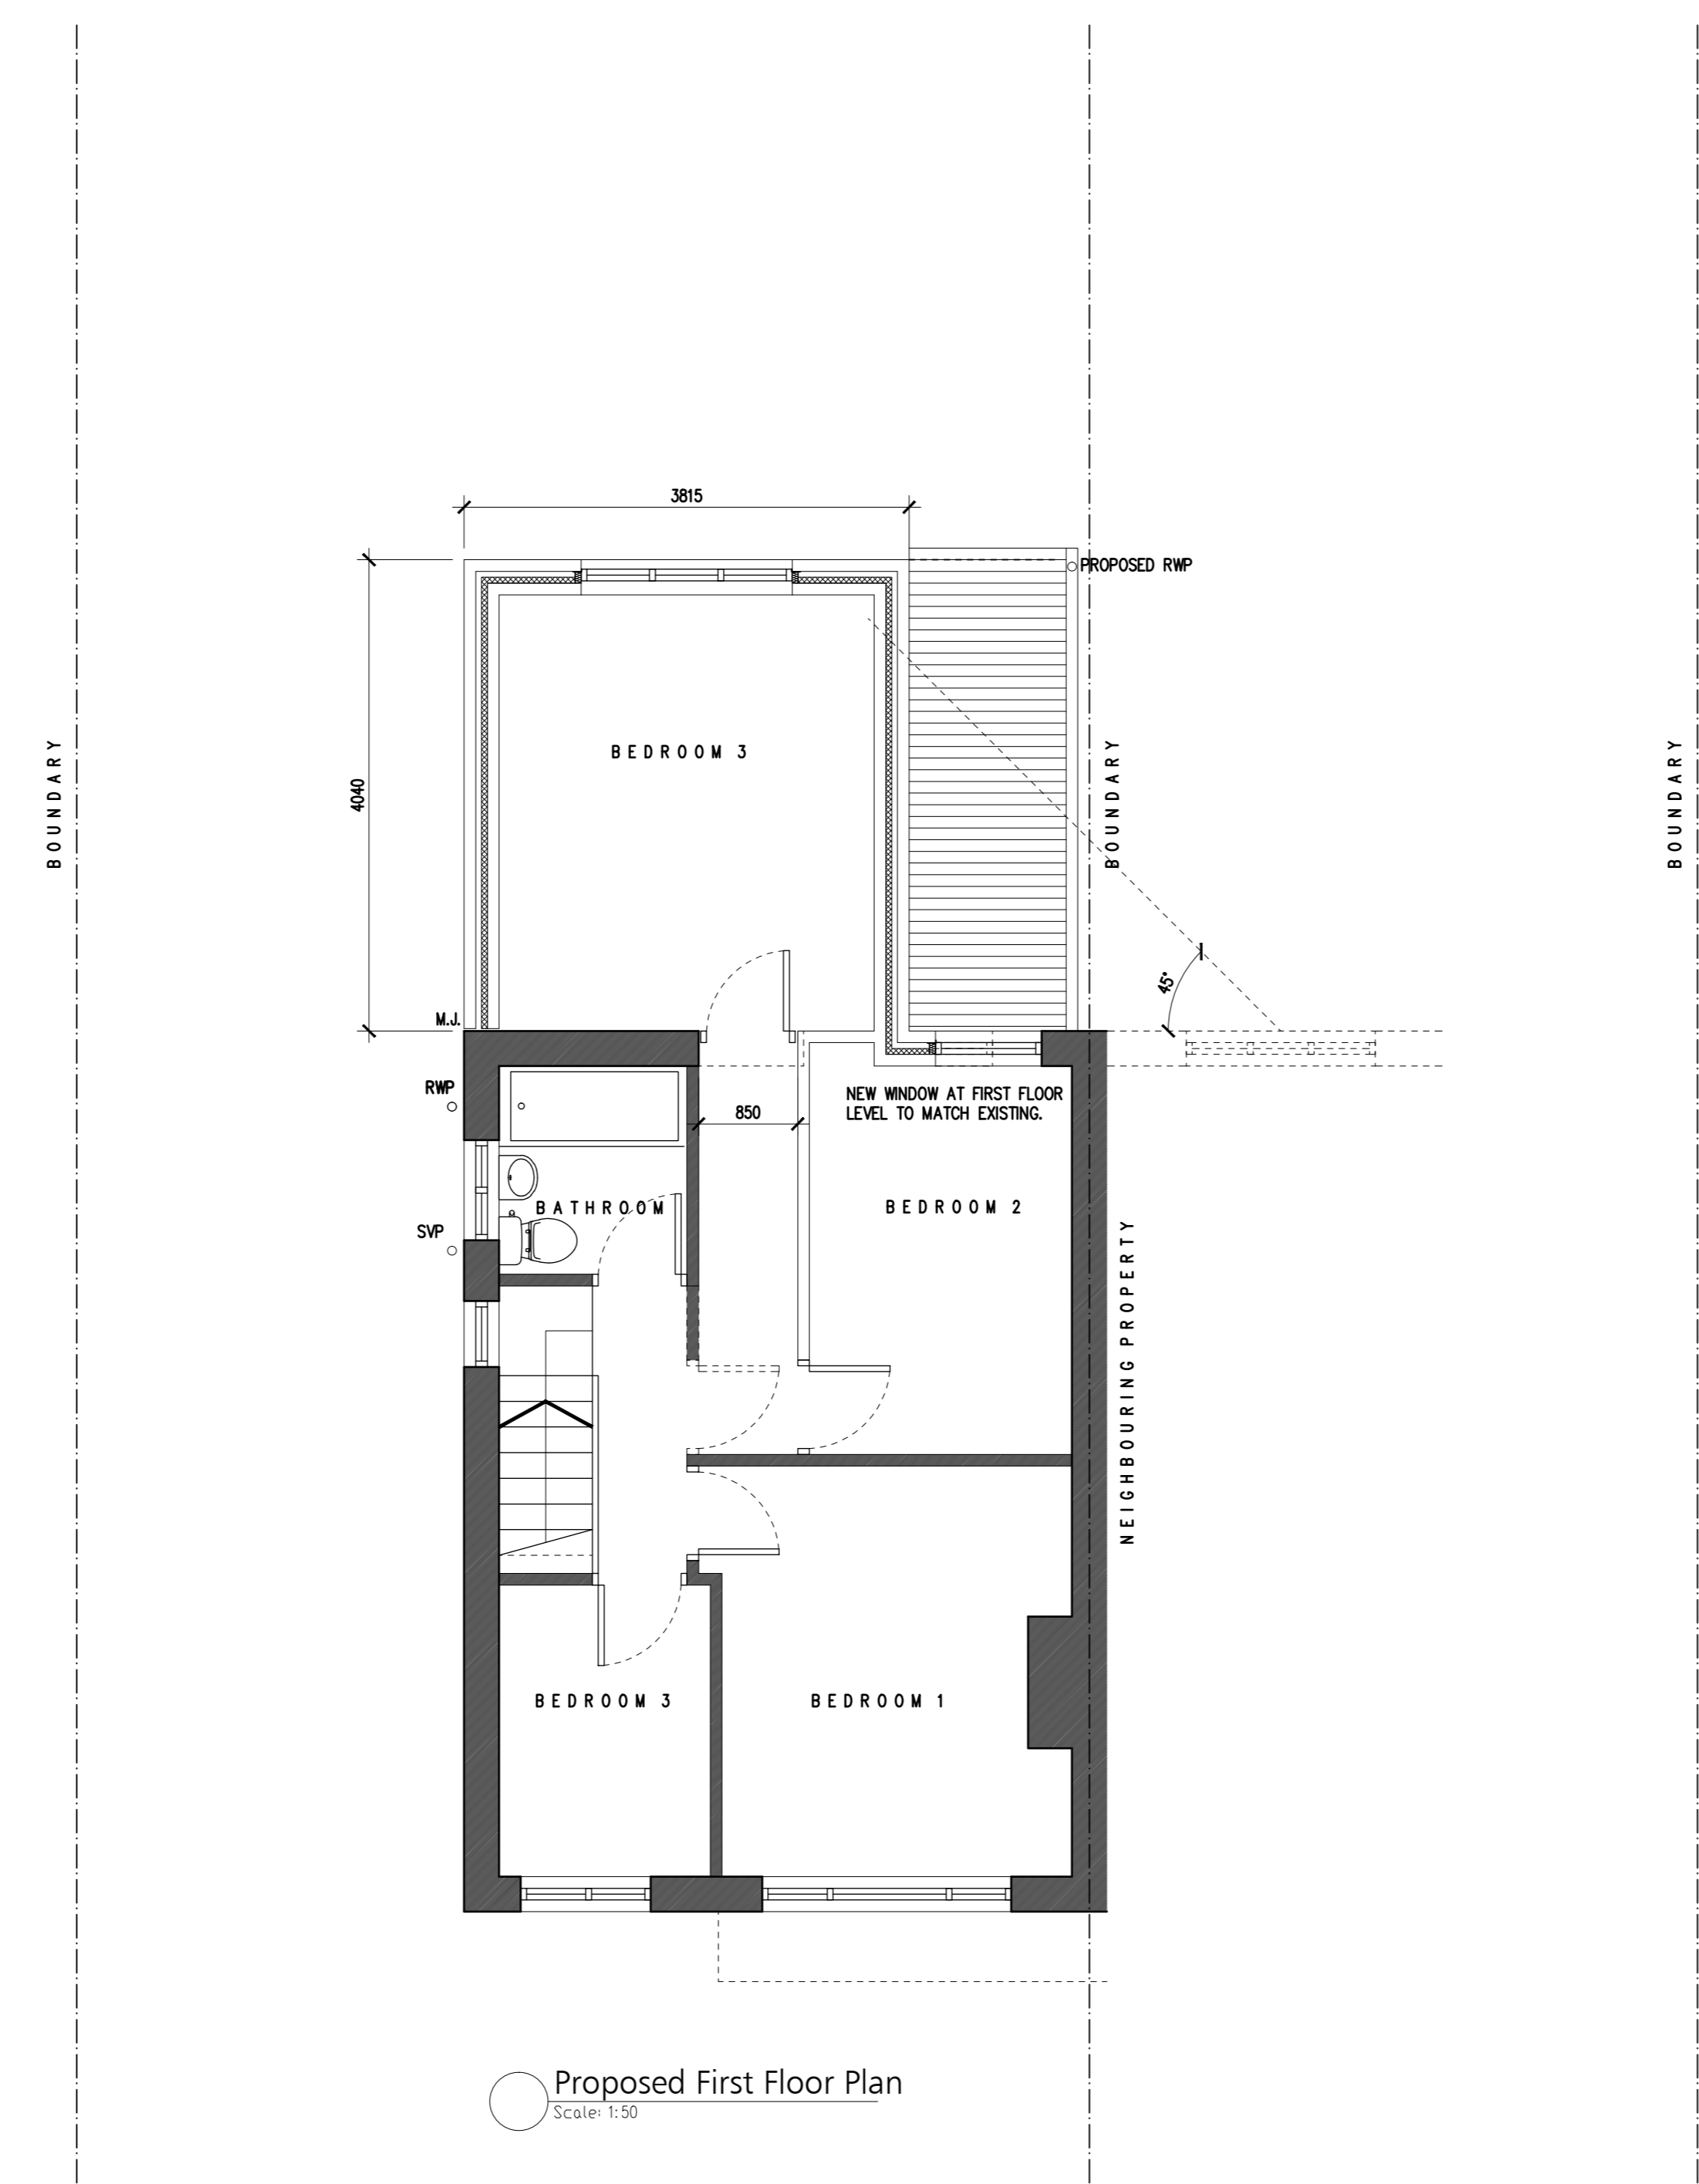 3815
PROPOSED RWP
BEDROOM 3
BOUNDARY
BOUNDARY
BOUNDARY
4040
45°
M.J.
RWP
850
NEW WINDOW AT FIRST FLOOR
LEVEL TO MATCH EXISTING.
BATHROOM
BEDROOM 2
SVP
NEIGHBOURING PROPERTY
BEDROOM 3
BEDROOM 1
Proposed First Floor Plan
Scale: 1:50